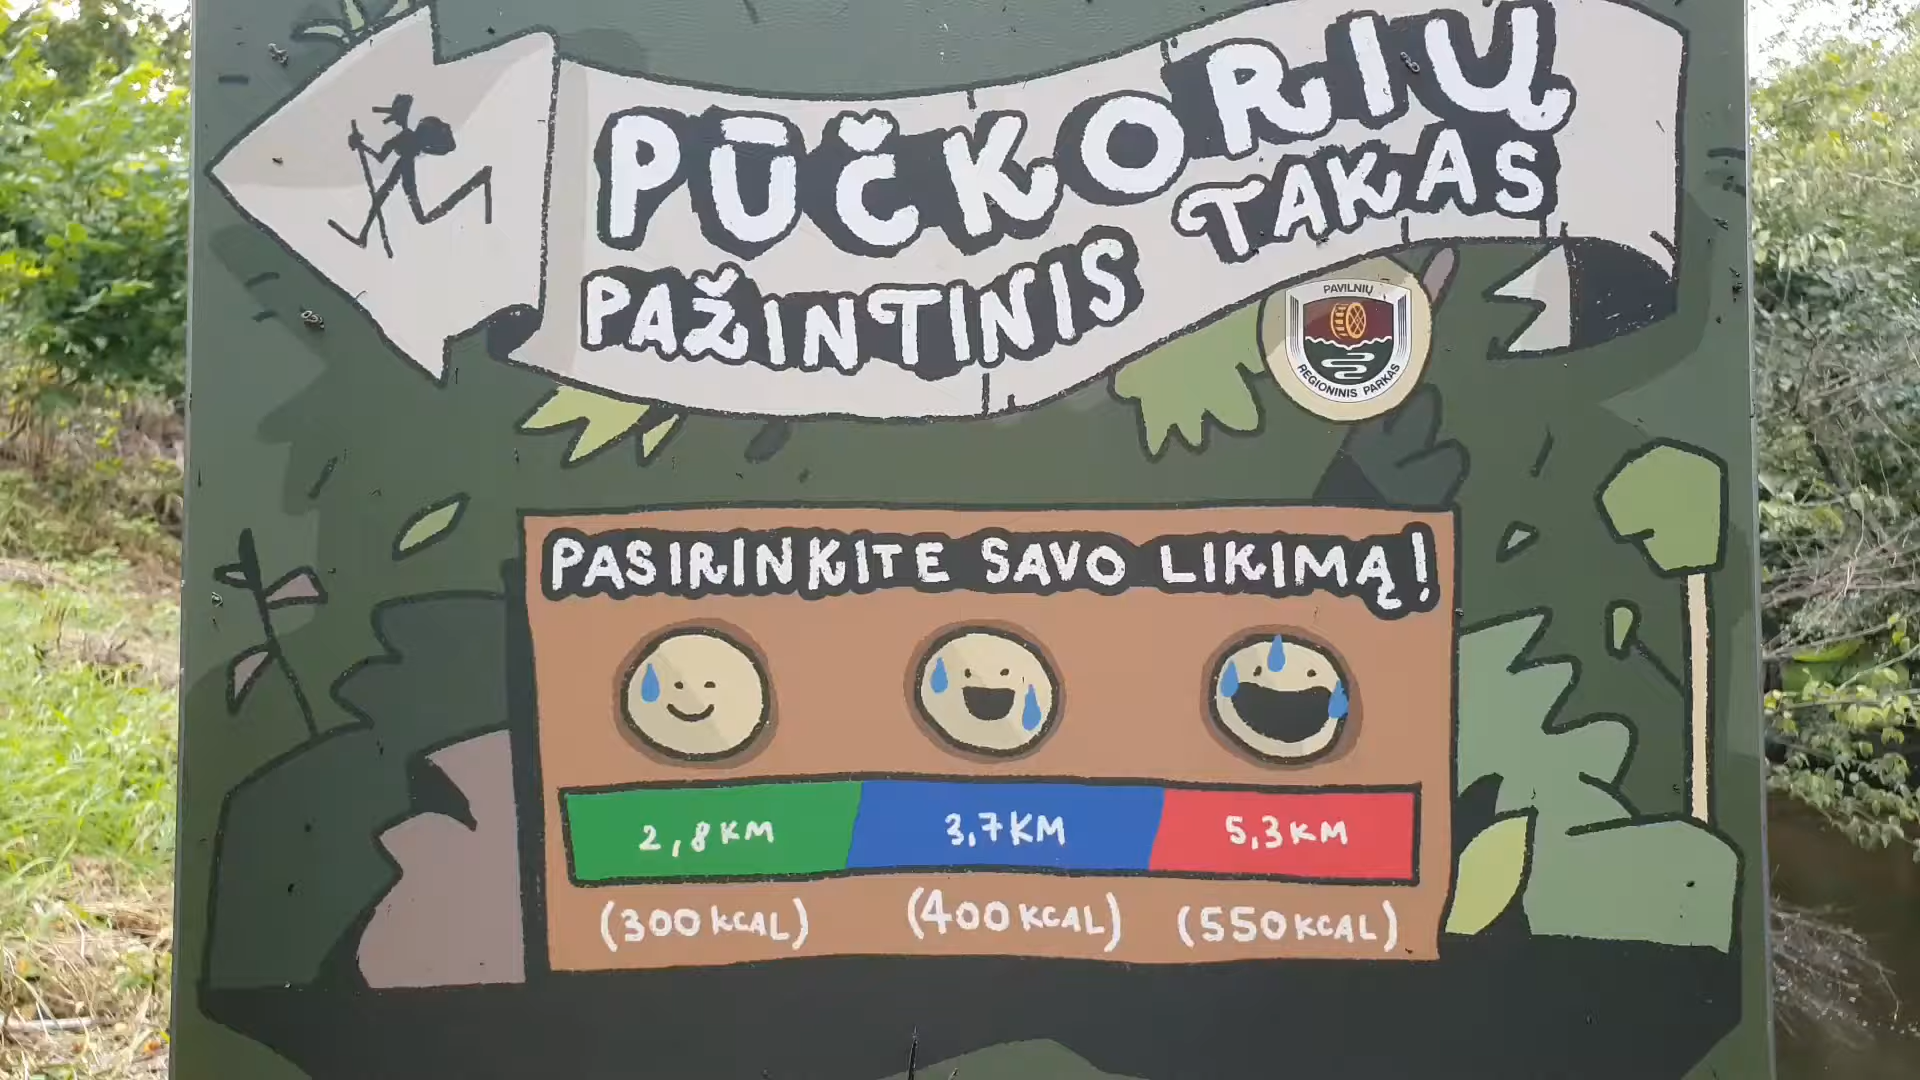 PŪČKORIŲ
PAŽINTINIS TAKAS
PAVILNIŲ
REGIONINIS PARKAS
PASIRINKITE SAVO LIKIMĄ!
2,8 KM 3,7 KM 5,3 KM
(300 KCAL) (400 KCAL) (550 KCAL)